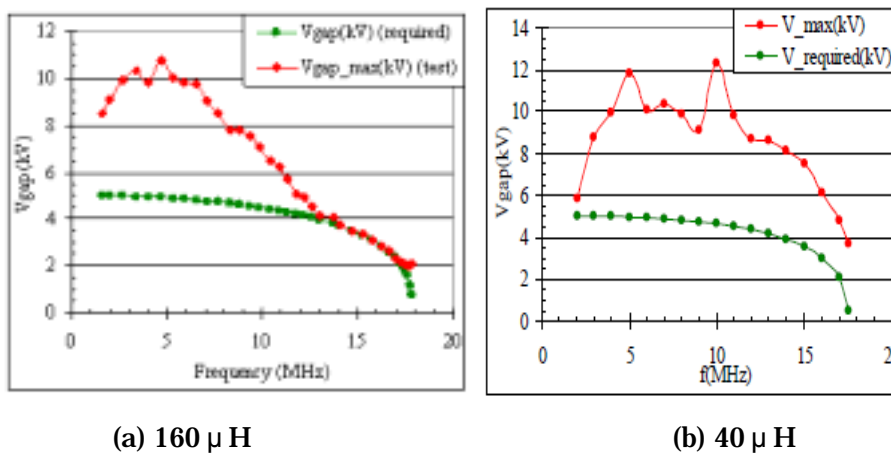 12
10
8
6
4
2
0
Vgap(kV) (required)
Vgap_max(kV) (test)
Vgap(kV)
0 5 10 15 20
Frequency (MHz)
(a) 160 μ H
14
12
10
8
6
4
2
0
V_max(kV)
V_required(kV)
Vgap(kV)
0 5 10 15 2
f(MHz)
(b) 40 μ H